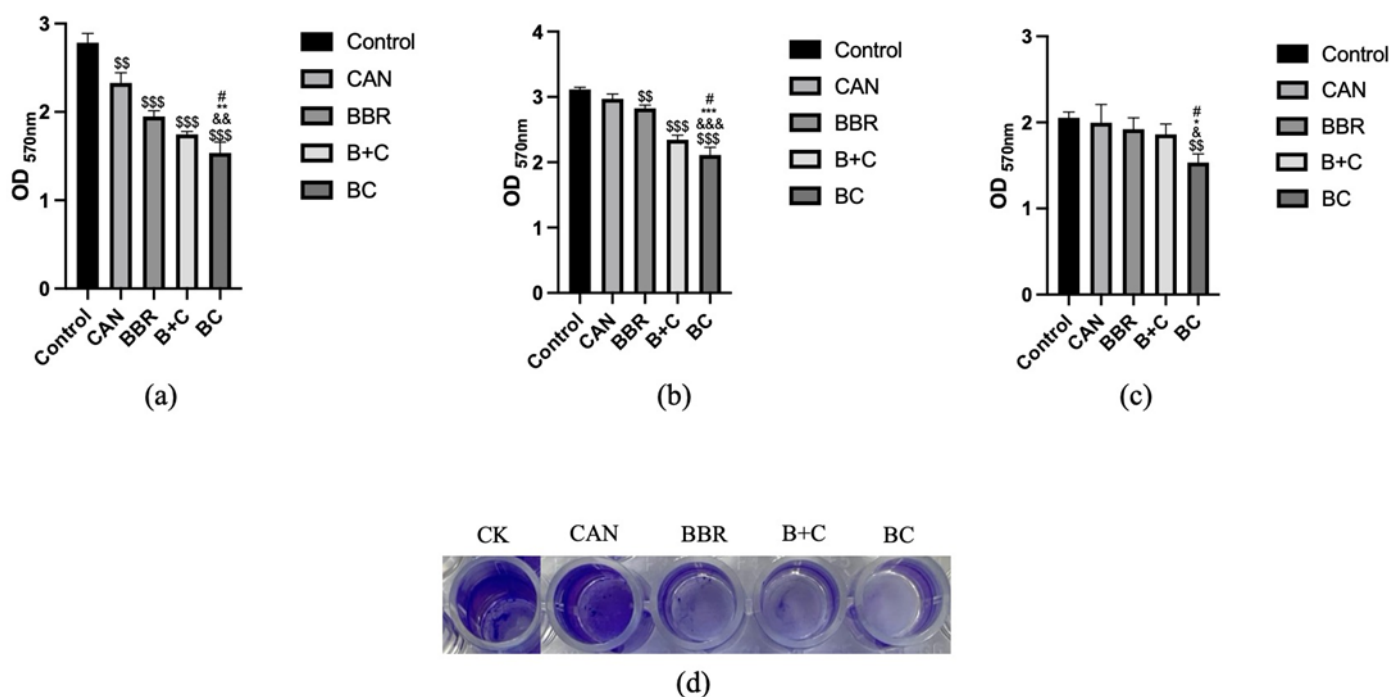 3
2
1
0
OD 570nm
$$
$$$
$$$
#
**
&&
$$$
Control
CAN
BBR
B+C
BC
Control
CAN
BBR
B+C
BC
(a)
4
3
2
1
0
OD 570nm
$$
$$$
#
***
&&&
$$$
Control
CAN
BBR
B+C
BC
Control
CAN
BBR
B+C
BC
(b)
3
2
1
0
OD 570nm
#
*
&
$$
Control
CAN
BBR
B+C
BC
Control
CAN
BBR
B+C
BC
(c)
CK CAN BBR B+C BC
(d)